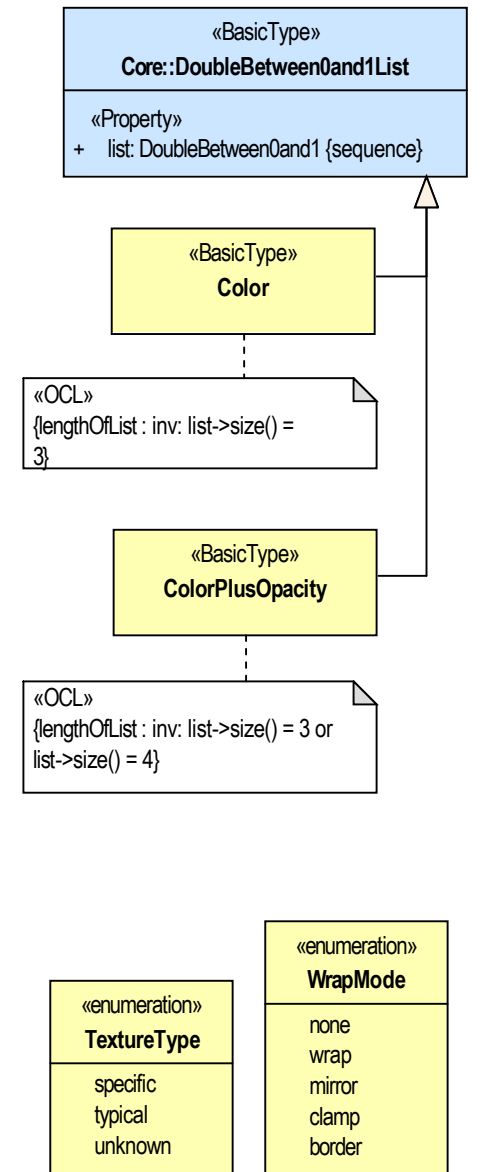 «BasicType»
Core::DoubleBetween0and1List
«Property»
+ list: DoubleBetween0and1 {sequence}
«BasicType»
Color
«OCL»
{lengthOfList : inv: list->size() =
3}
«BasicType»
ColorPlusOpacity
«OCL»
{lengthOfList : inv: list->size() = 3 or
list->size() = 4}
«enumeration»
TextureType
specific
typical
unknown
«enumeration»
WrapMode
none
wrap
mirror
clamp
border